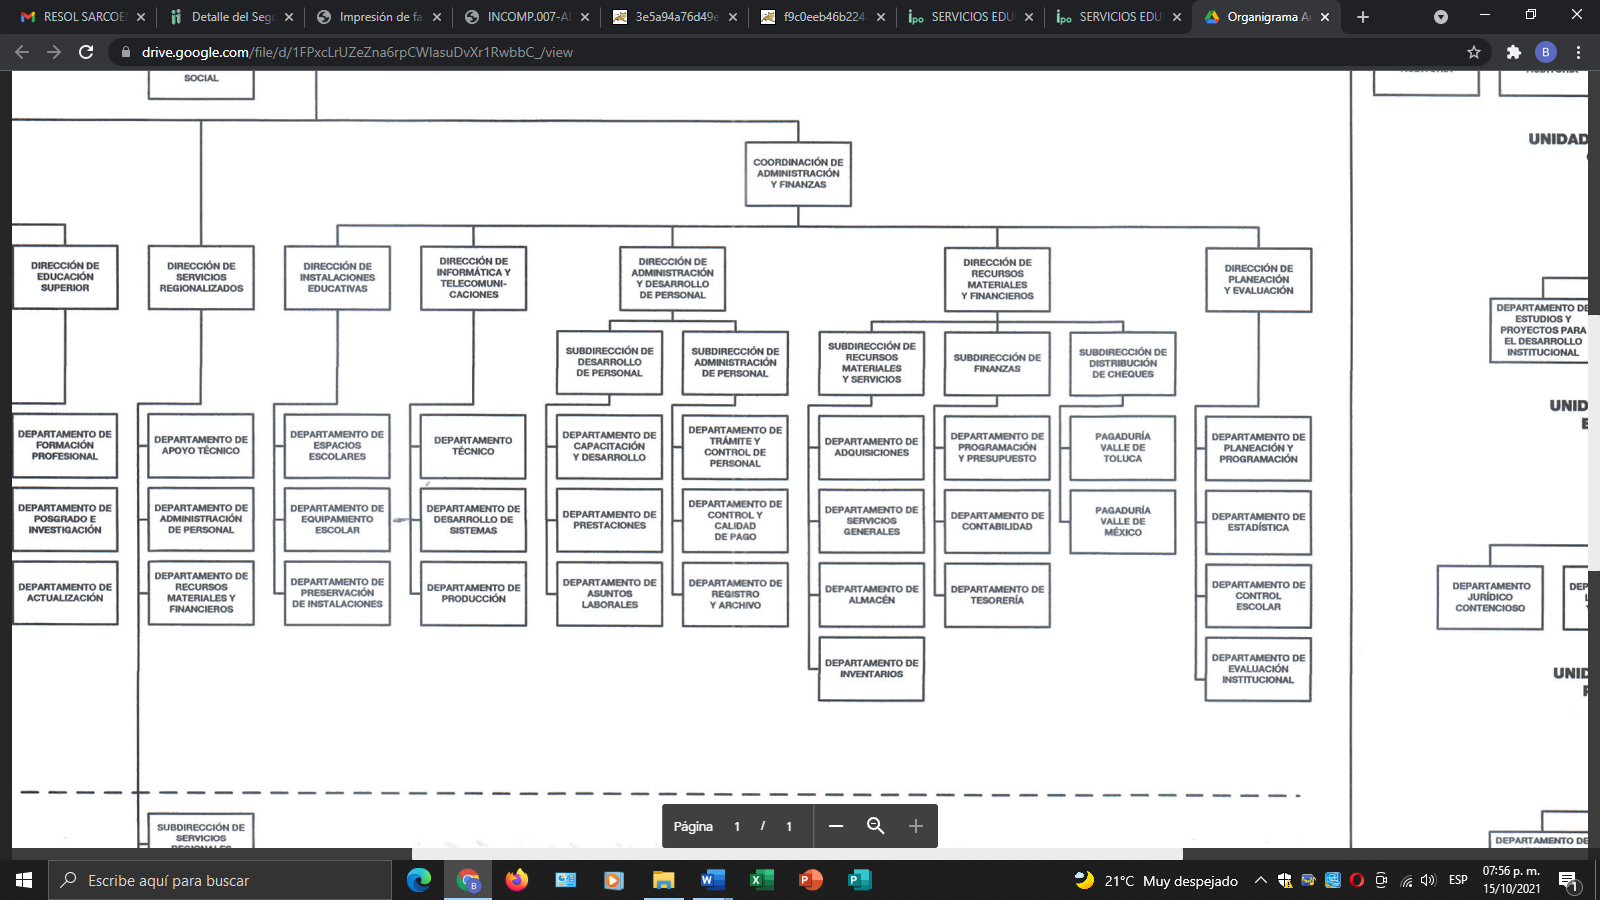 RESOL SARCOE
Detalle del Segu
Impresión de fa
INCOMP.007-A
3e5a94a76d49e
f9c0eeb46b224
SERVICIOS EDU
SERVICIOS EDU
Organigrama A
drive.google.com/file/d/1FPxcLrUZeZna6rpCWIasuDvXr1RwbbC_/view
B
SOCIAL
AUDITORÍA
AUDITORÍA
UNIDAD
COORDINACIÓN DE
ADMINISTRACIÓN
Y FINANZAS
DIRECCIÓN DE
EDUCACIÓN
SUPERIOR
DIRECCIÓN DE
SERVICIOS
REGIONALIZADOS
DIRECCIÓN DE
INSTALACIONES
EDUCATIVAS
DIRECCIÓN DE
INFORMÁTICA Y
TELECOMUNI-
CACIONES
DIRECCIÓN DE
ADMINISTRACIÓN
Y DESARROLLO
DE PERSONAL
DIRECCIÓN DE
RECURSOS
MATERIALES
Y FINANCIEROS
DIRECCIÓN DE
PLANEACIÓN
Y EVALUACIÓN
DEPARTAMENTO DE
ESTUDIOS Y
PROYECTOS PARA
EL DESARROLLO
INSTITUCIONAL
SUBDIRECCIÓN DE
DESARROLLO
DE PERSONAL
SUBDIRECCIÓN DE
ADMINISTRACIÓN
DE PERSONAL
SUBDIRECCIÓN DE
RECURSOS
MATERIALES
Y SERVICIOS
SUBDIRECCIÓN DE
FINANZAS
SUBDIRECCIÓN DE
DISTRIBUCIÓN
DE CHEQUES
UNID
DEPARTAMENTO DE
FORMACIÓN
PROFESIONAL
DEPARTAMENTO DE
APOYO TÉCNICO
DEPARTAMENTO DE
ESPACIOS
ESCOLARES
DEPARTAMENTO
TÉCNICO
DEPARTAMENTO DE
CAPACITACIÓN
Y DESARROLLO
DEPARTAMENTO DE
TRÁMITE Y
CONTROL DE
PERSONAL
DEPARTAMENTO DE
ADQUISICIONES
DEPARTAMENTO DE
PROGRAMACIÓN
Y PRESUPUESTO
PAGADURÍA
VALLE DE
TOLUCA
DEPARTAMENTO DE
PLANEACIÓN Y
PROGRAMACIÓN
DEPARTAMENTO DE
POSGRADO E
INVESTIGACIÓN
DEPARTAMENTO DE
ADMINISTRACIÓN
DE PERSONAL
DEPARTAMENTO DE
EQUIPAMIENTO
ESCOLAR
DEPARTAMENTO DE
DESARROLLO DE
SISTEMAS
DEPARTAMENTO DE
PRESTACIONES
DEPARTAMENTO DE
CONTROL Y
CALIDAD
DE PAGO
DEPARTAMENTO DE
SERVICIOS
GENERALES
DEPARTAMENTO DE
CONTABILIDAD
PAGADURÍA
VALLE DE
MÉXICO
DEPARTAMENTO DE
ESTADÍSTICA
DEPARTAMENTO DE
ACTUALIZACIÓN
DEPARTAMENTO DE
RECURSOS
MATERIALES Y
FINANCIEROS
DEPARTAMENTO DE
PRESERVACIÓN
DE INSTALACIONES
DEPARTAMENTO DE
PRODUCCIÓN
DEPARTAMENTO DE
ASUNTOS
LABORALES
DEPARTAMENTO DE
REGISTRO
Y ARCHIVO
DEPARTAMENTO DE
ALMACÉN
DEPARTAMENTO DE
TESORERÍA
DEPARTAMENTO DE
CONTROL
ESCOLAR
DEPARTAMENTO
JURÍDICO
CONTENCIOSO
DEP
L
Y
DEPARTAMENTO DE
INVENTARIOS
DEPARTAMENTO DE
EVALUACIÓN
INSTITUCIONAL
UNID
SUBDIRECCIÓN DE
SERVICIOS
REGIONALES
DEPARTAMENTO DE
Página 1 / 1
Escribe aquí para buscar
21°C Muy despejado
ESP
07:56 p. m.
15/10/2021
1